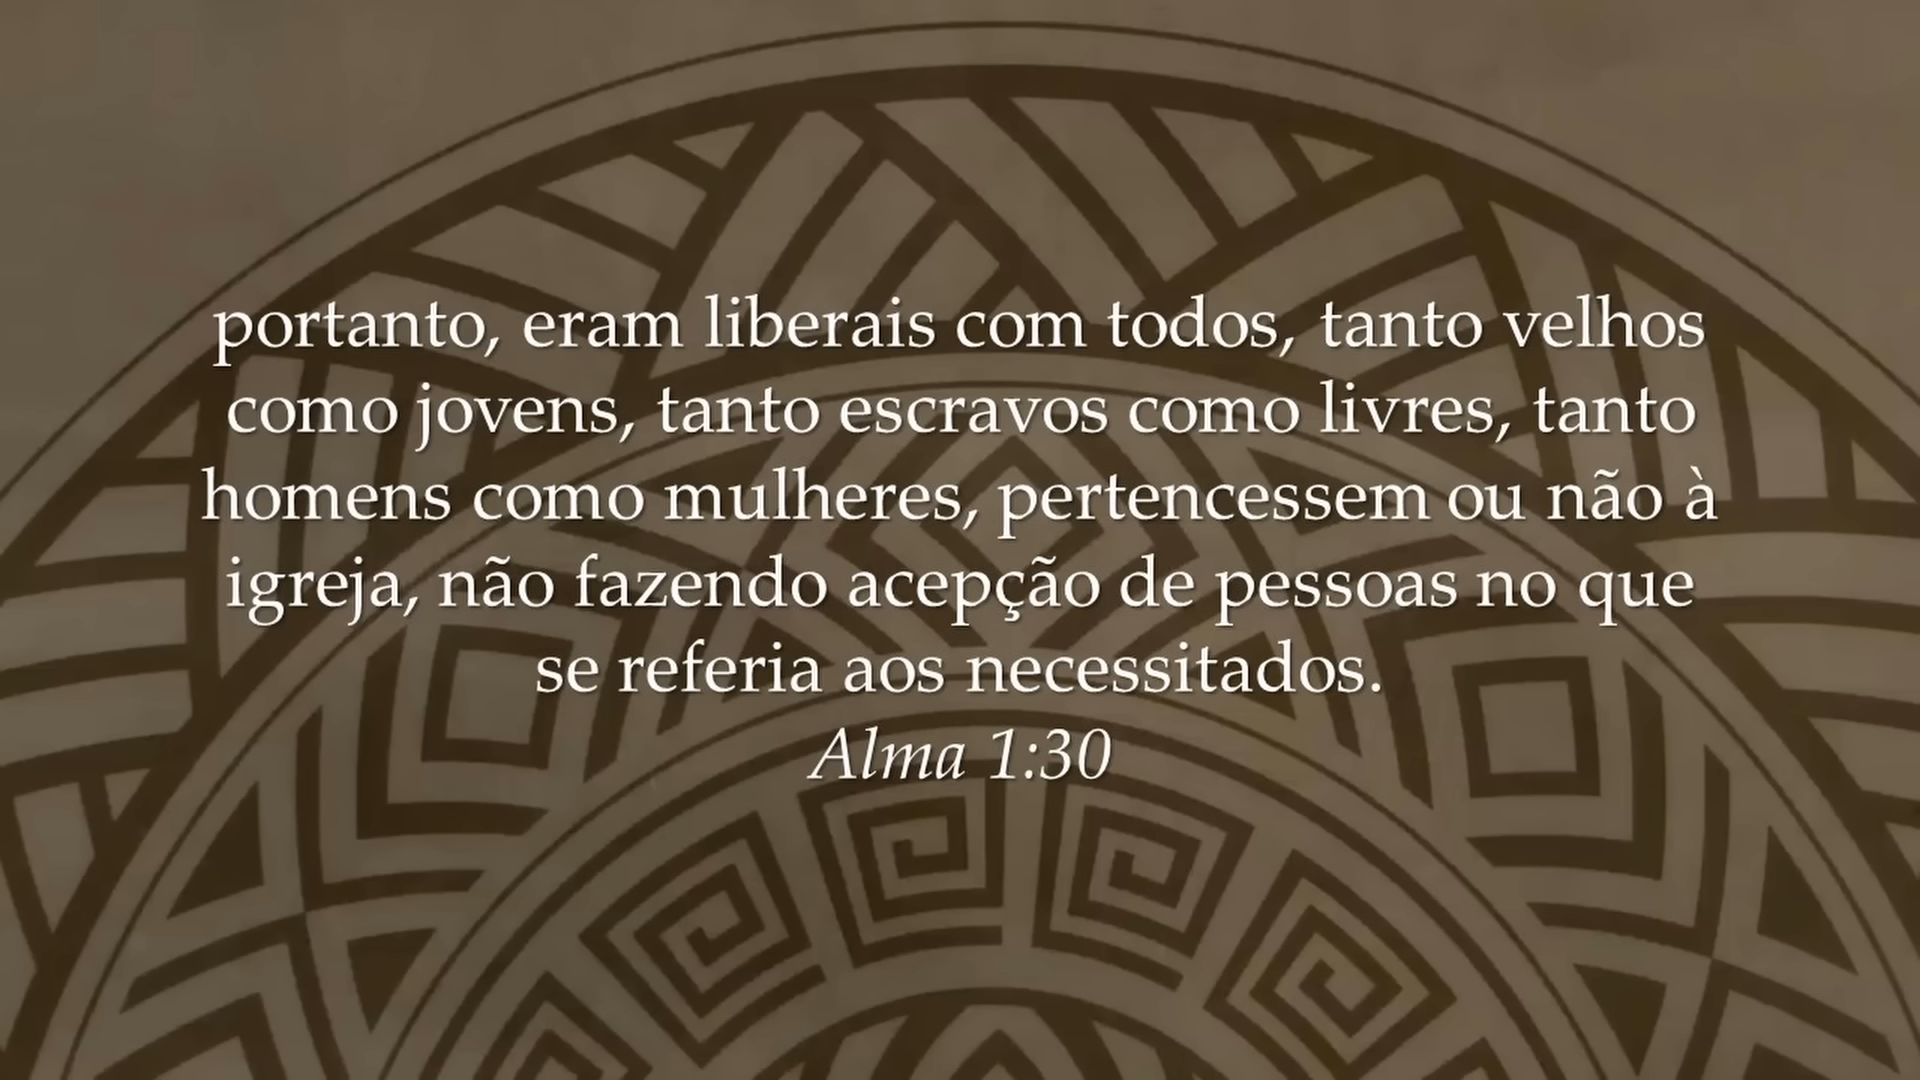 portanto, eram liberais com todos, tanto velhos
como jovens, tanto escravos como livres, tanto
homens como mulheres, pertencessem ou não à
igreja, não fazendo acepção de pessoas no que
se referia aos necessitados.
Alma 1:30